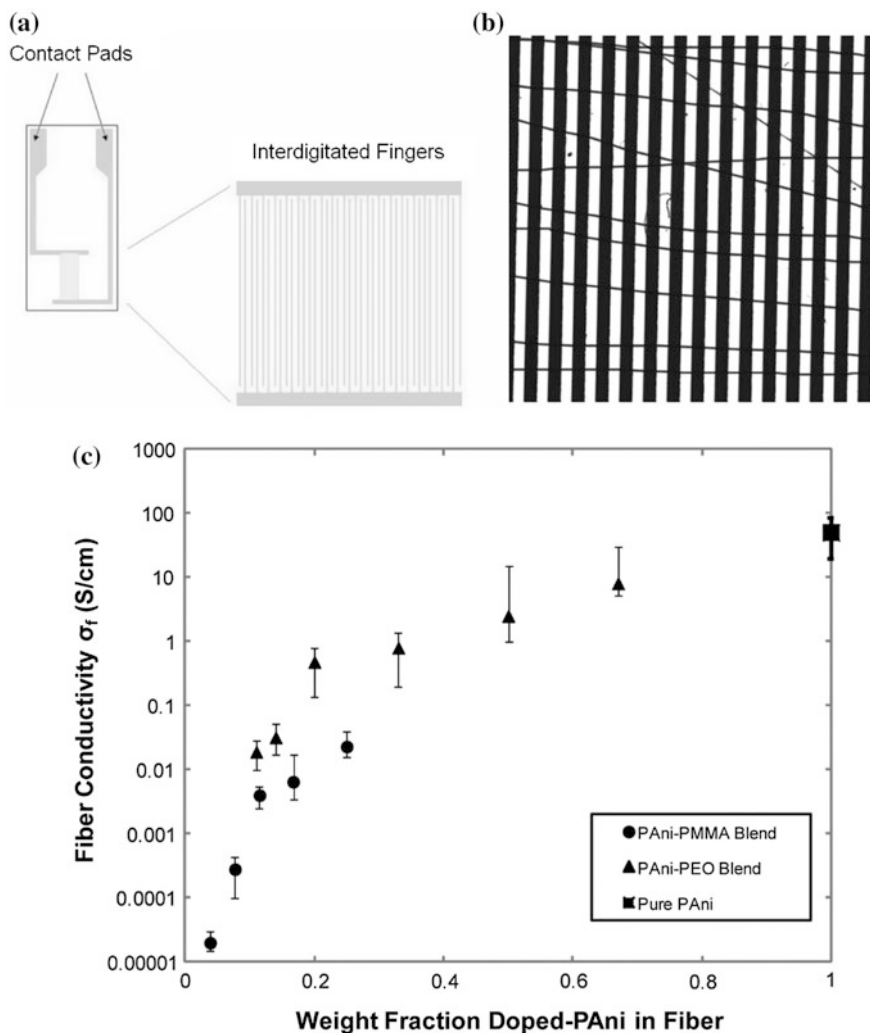 (a)
Contact Pads
Interdigitated Fingers
(b)
(c)
Fiber Conductivity σf (S/cm)
1000
100
10
1
0.1
0.01
0.001
0.0001
0.00001
0
0.2
0.4
0.6
0.8
1
Weight Fraction Doped-PAni in Fiber
PAni-PMMA Blend
PAni-PEO Blend
Pure PAni